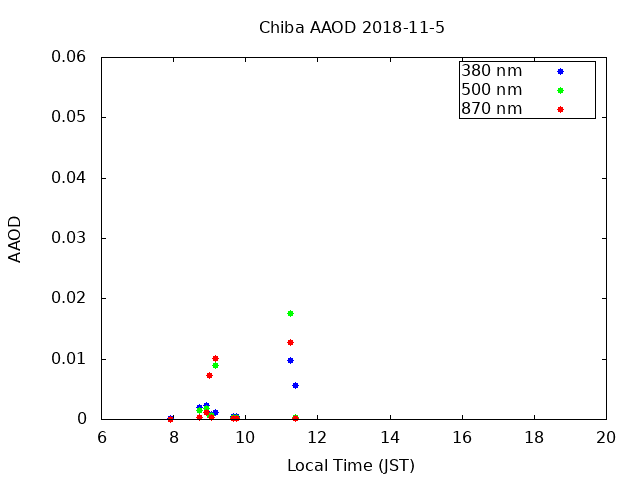 Chiba AAOD 2018-11-5
0.06
0.05
0.04
0.03
0.02
0.01
0
AAOD
380 nm
500 nm
870 nm
6 8 10 12 14 16 18 20
Local Time (JST)